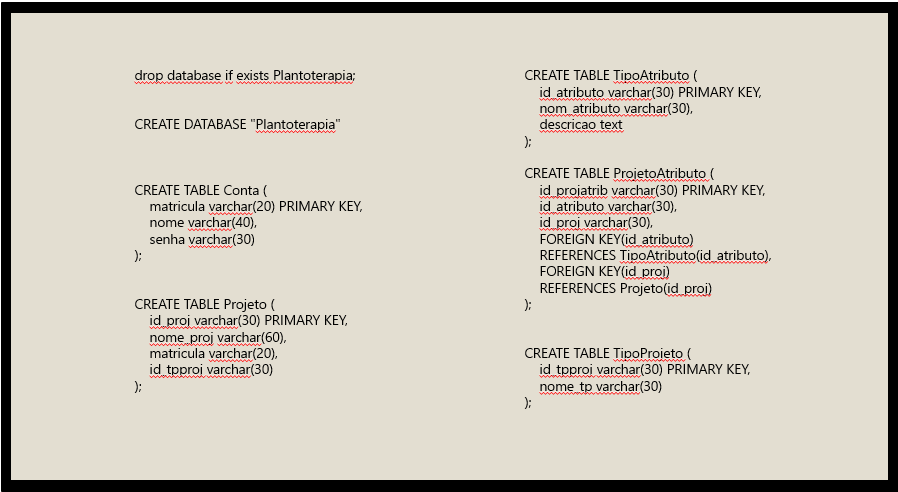 drop database if exists Plantoterapia;
CREATE DATABASE "Plantoterapia"
CREATE TABLE Conta (
matricula varchar(20) PRIMARY KEY,
nome varchar(40),
senha varchar(30)
);
CREATE TABLE Projeto (
id_proj varchar(30) PRIMARY KEY,
nome_proj varchar(60),
matricula varchar(20),
id_tpproj varchar(30)
);
CREATE TABLE TipoAtributo (
id_atributo varchar(30) PRIMARY KEY,
nom_atributo varchar(30),
descricao text
);
CREATE TABLE ProjetoAtributo (
id_projatrib varchar(30) PRIMARY KEY,
id_atributo varchar(30),
id_proj varchar(30),
FOREIGN KEY(id_atributo)
REFERENCES TipoAtributo(id_atributo),
FOREIGN KEY(id_proj)
REFERENCES Projeto(id_proj)
);
CREATE TABLE TipoProjeto (
id_tpproj varchar(30) PRIMARY KEY,
nome_tp varchar(30)
);